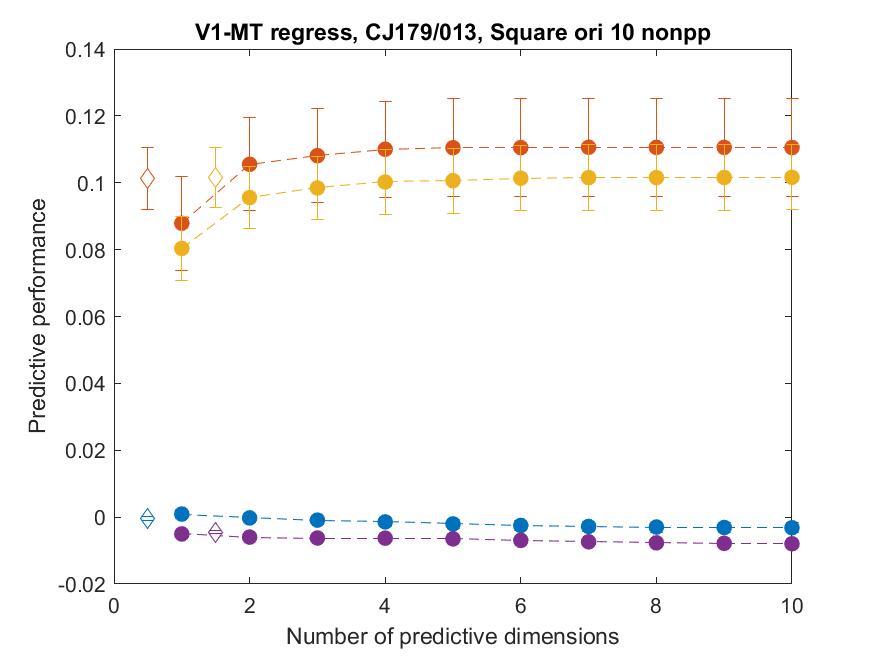 V1-MT regress, CJ179/013, Square ori 10 nonpp
0.14
0.12
0.1
0.08
0.06
0.04
0.02
0
-0.02
Predictive performance
0 2 4 6 8 10
Number of predictive dimensions